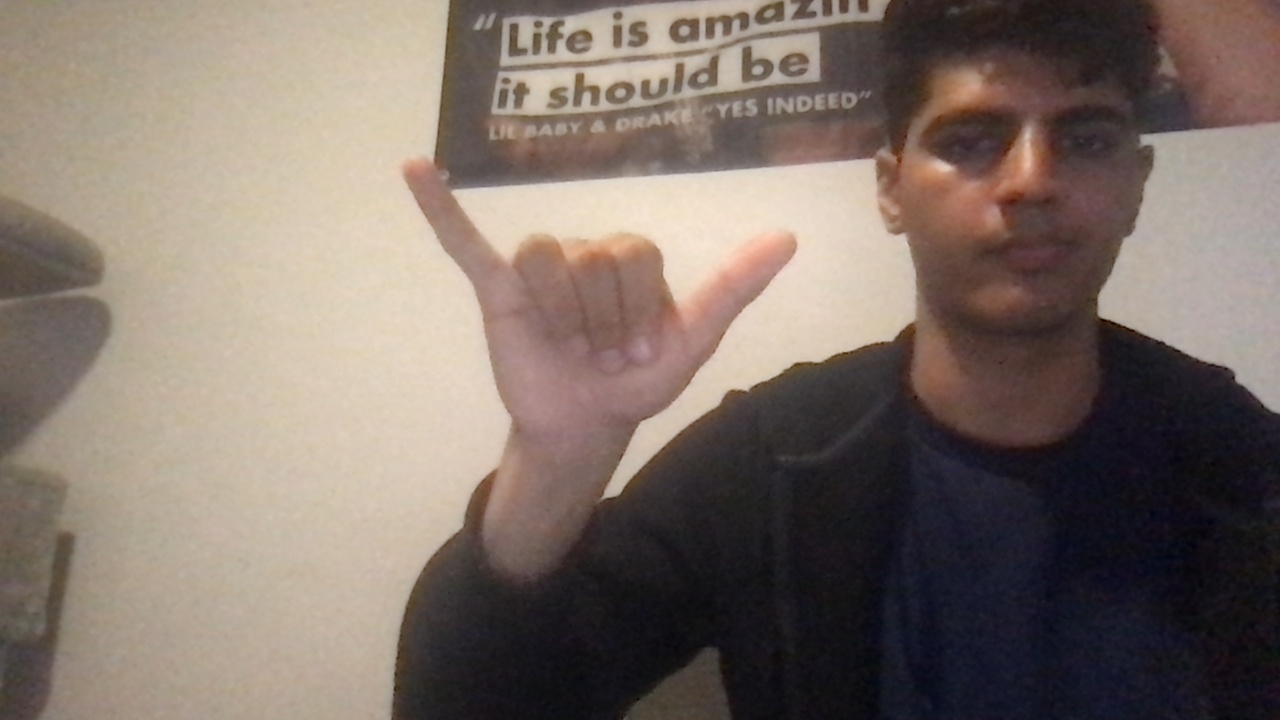 “Life is amazin
it should be
LIL BABY & DRAKE “YES INDEED”